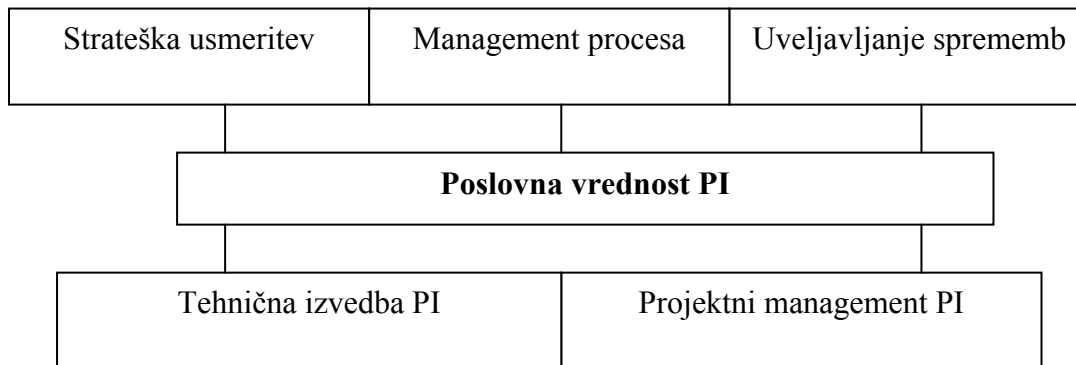 Strateška usmeritev
Management procesa
Uveljavljanje sprememb
Poslovna vrednost PI
Tehnična izvedba PI
Projektni management PI